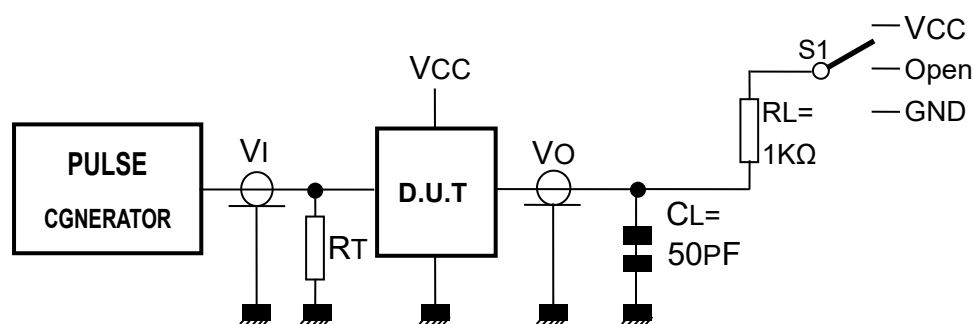 VCC
S1
Open
VCC
RL=
GND
1KΩ
PULSE
CGNERATOR
VI
D.U.T
VO
RT
CL=
50PF